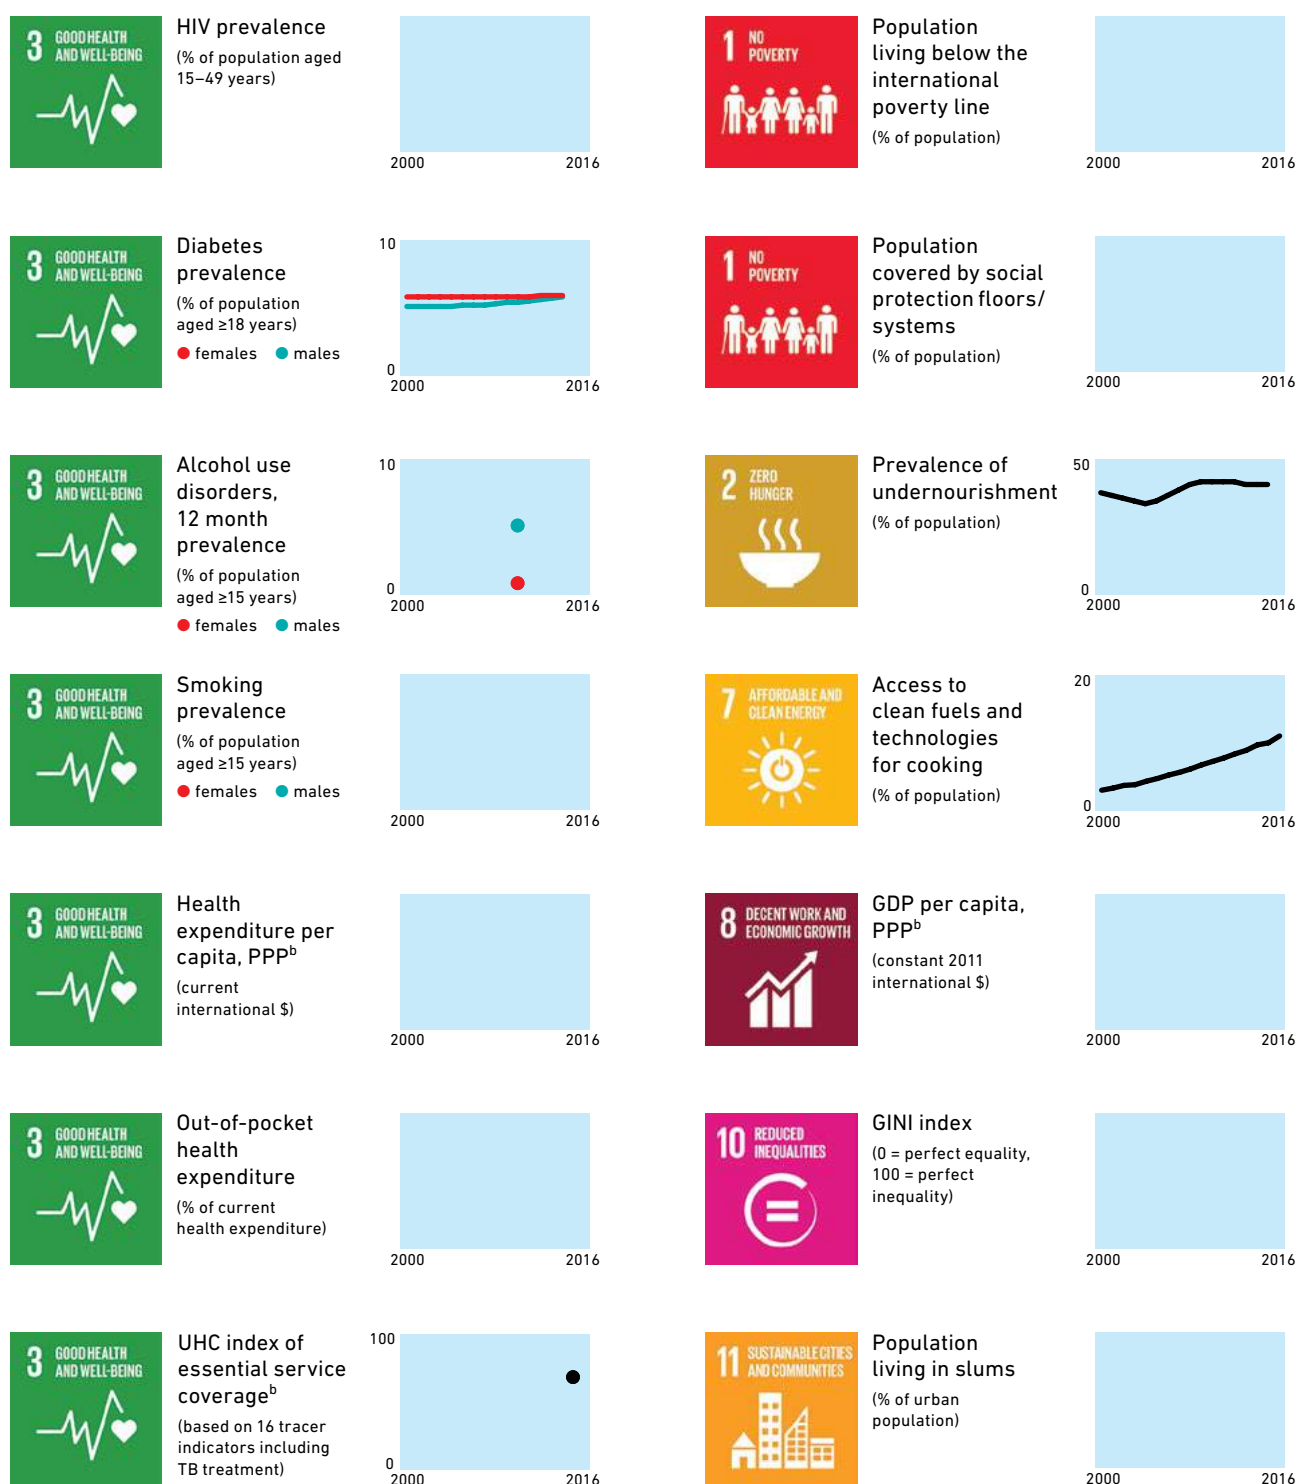 3 GOOD HEALTH
AND WELL-BEING
HIV prevalence
(% of population aged
15–49 years)
2000 2016
3 GOOD HEALTH
AND WELL-BEING
Diabetes
prevalence
(% of population
aged ≥18 years)
● females ● males
10
0
2000 2016
3 GOOD HEALTH
AND WELL-BEING
Alcohol use
disorders,
12 month
prevalence
(% of population
aged ≥15 years)
● females ● males
10
0
2000 2016
3 GOOD HEALTH
AND WELL-BEING
Smoking
prevalence
(% of population
aged ≥15 years)
● females ● males
2000 2016
3 GOOD HEALTH
AND WELL-BEING
Health
expenditure per
capita, PPPᵇ
(current
international $)
2000 2016
3 GOOD HEALTH
AND WELL-BEING
Out-of-pocket
health
expenditure
(% of current
health expenditure)
2000 2016
3 GOOD HEALTH
AND WELL-BEING
UHC index of
essential service
coverageᵇ
(based on 16 tracer
indicators including
TB treatment)
100
0
2000 2016
1 NO
POVERTY
Population
living below the
international
poverty line
(% of population)
2000 2016
1 NO
POVERTY
Population
covered by social
protection floors/
systems
(% of population)
2000 2016
2 ZERO
HUNGER
Prevalence of
undernourishment
(% of population)
50
0
2000 2016
7 AFFORDABLE AND
CLEAN ENERGY
Access to
clean fuels and
technologies
for cooking
(% of population)
20
0
2000 2016
8 DECENT WORK AND
ECONOMIC GROWTH
GDP per capita,
PPPᵇ
(constant 2011
international $)
2000 2016
10 REDUCED
INEQUALITIES
GINI index
(0 = perfect equality,
100 = perfect
inequality)
2000 2016
11 SUSTAINABLE CITIES
AND COMMUNITIES
Population
living in slums
(% of urban
population)
2000 2016